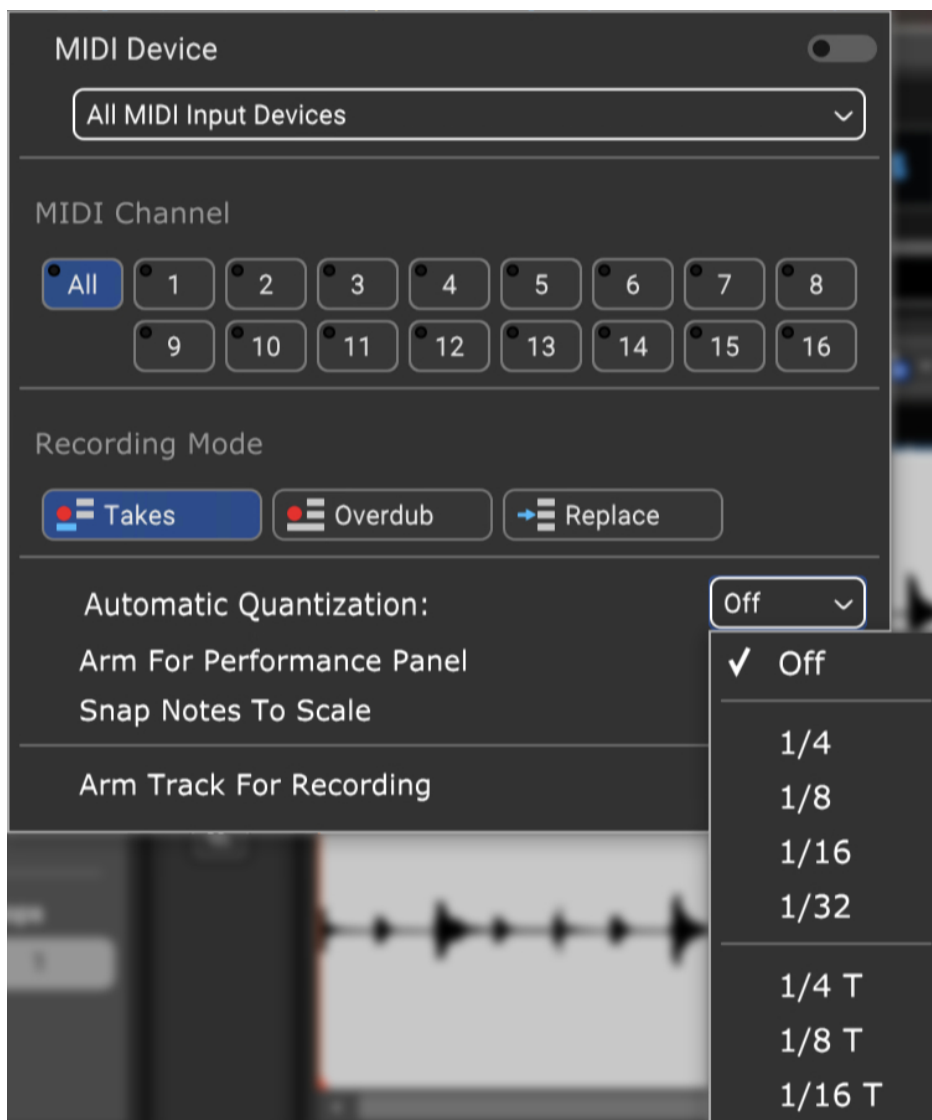 MIDI Device
All MIDI Input Devices
MIDI Channel
All 1 2 3 4 5 6 7 8
9 10 11 12 13 14 15 16
Recording Mode
Takes Overdub Replace
Automatic Quantization: Off
Arm For Performance Panel
Snap Notes To Scale
Arm Track For Recording
✓ Off
1/4
1/8
1/16
1/32
1/4 T
1/8 T
1/16 T